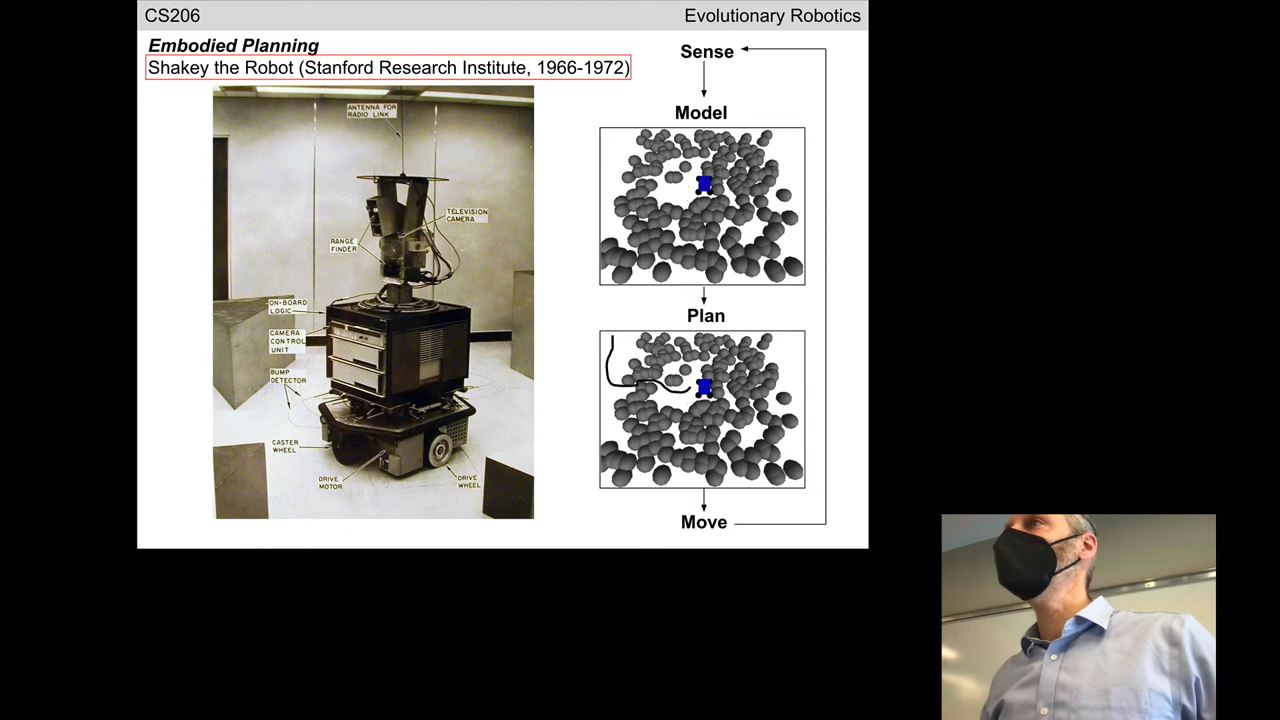 CS206
Evolutionary Robotics
Embodied Planning
Shakey the Robot (Stanford Research Institute, 1966-1972)
ANTENNA FOR
RADIO LINK
TELEVISION
CAMERA
RANGE
FINDER
ON-BOARD
LOGIC
CAMERA
CONTROL
UNIT
BUMP
DETECTOR
CASTER
WHEEL
DRIVE
MOTOR
DRIVE
WHEEL
Sense
Model
Plan
Move